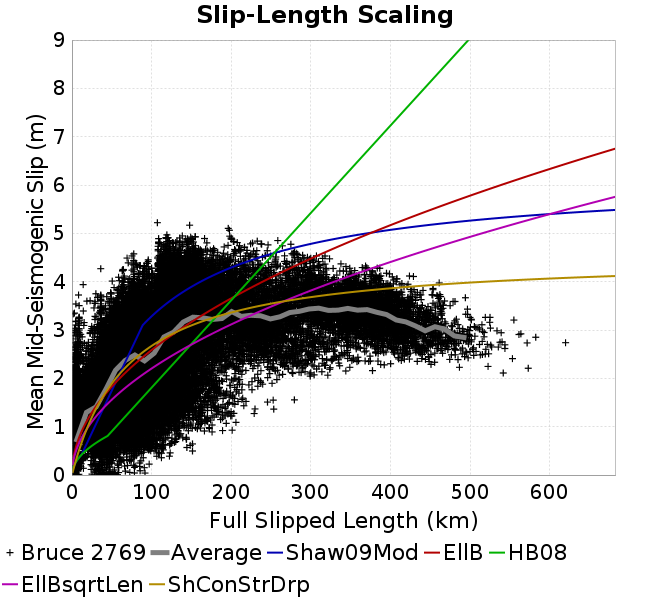 Slip-Length Scaling
Mean Mid-Seismogenic Slip (m)
9
8
7
6
5
4
3
2
1
0
0 100 200 300 400 500 600
Full Slipped Length (km)
Bruce 2769 Average Shaw09Mod EllB HB08
EllBsqrtLen ShConStrDrp